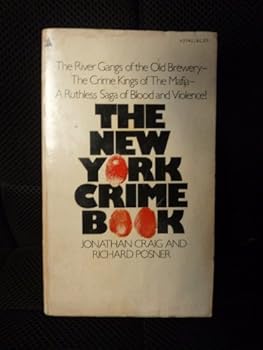 The River Gangs of the Old Brewery—
The Crime Kings of The Mafia—
A Ruthless Saga of Blood and Violence!
THE
NEW
YORK
CRIME
BOOK
JONATHAN CRAIG AND
RICHARD POSNER